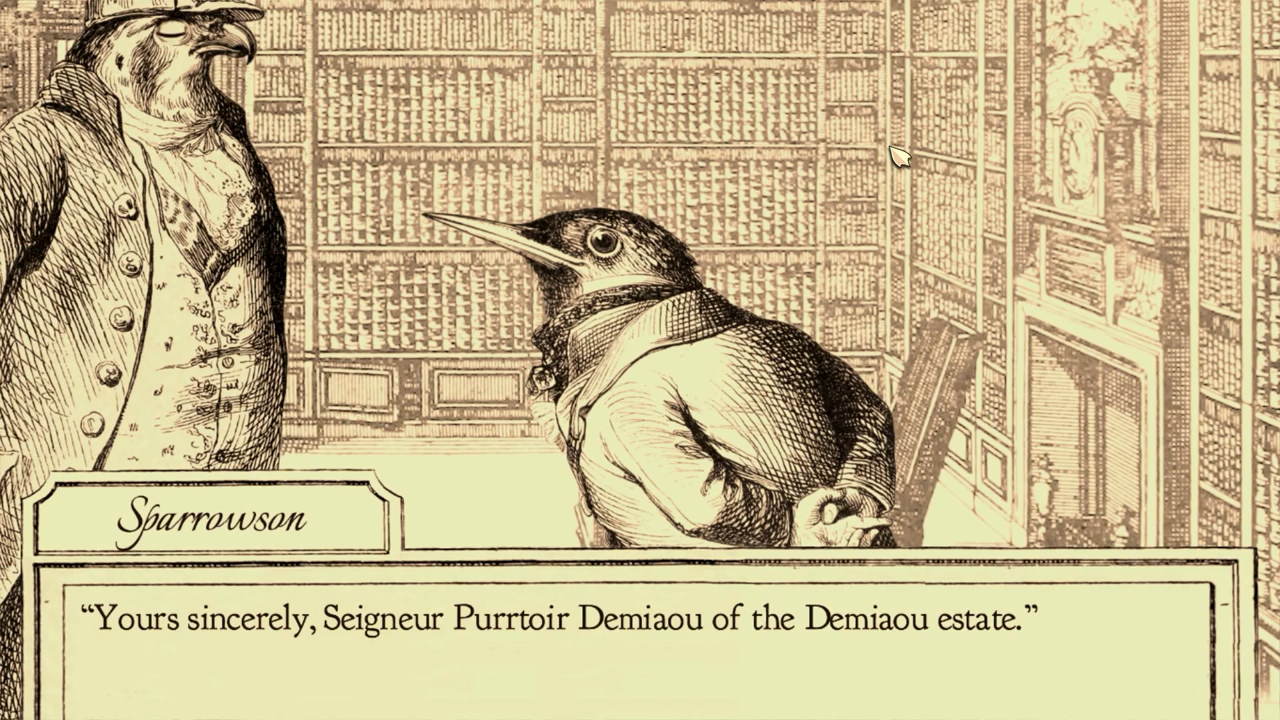 Sparrowson
“Yours sincerely, Seigneur Purrtoir Demiaou of the Demiaou estate.”